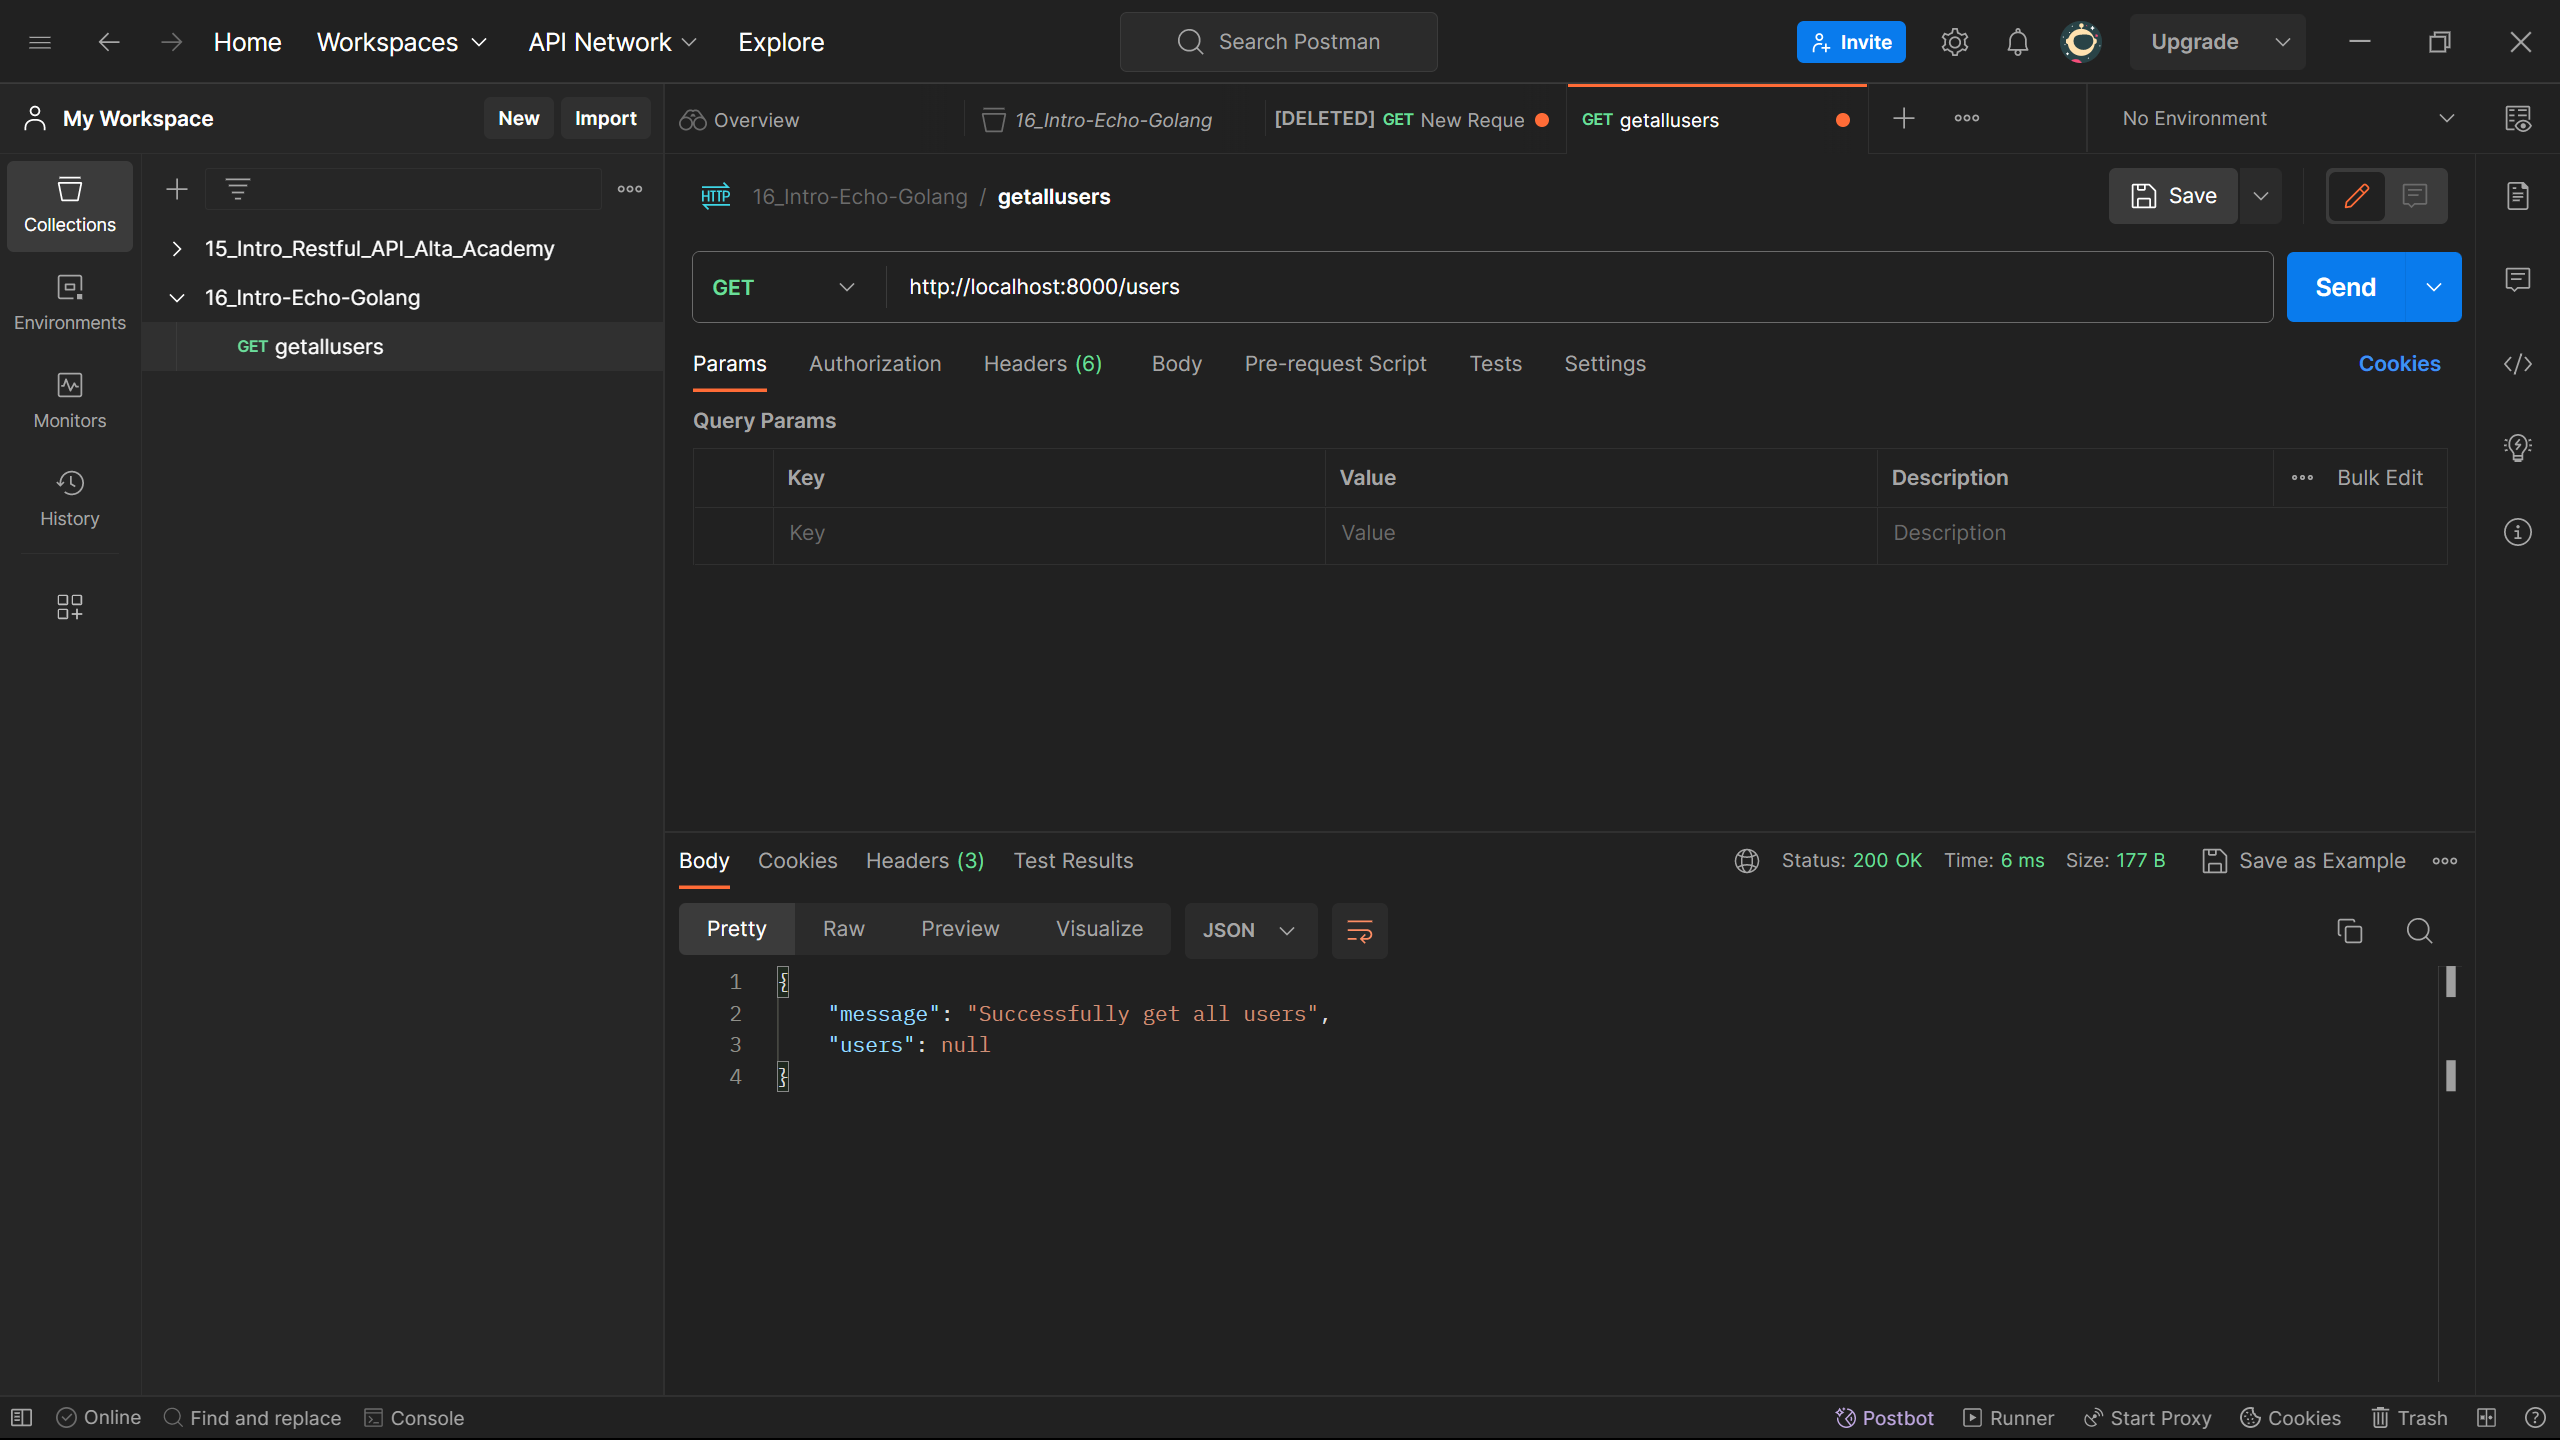 Home Workspaces API Network Explore Search Postman Invite Upgrade
My Workspace New Import
Overview 16_Intro-Echo-Golang [DELETED] GET New Reque GET getallusers No Environment
Collections
Environments
Monitors
History
15_Intro_Restful_API_Alta_Academy
16_Intro-Echo-Golang
GET getallusers
HTTP 16_Intro-Echo-Golang / getallusers Save
GET http://localhost:8000/users Send
Params Authorization Headers (6) Body Pre-request Script Tests Settings Cookies
Query Params
Key Value Description Bulk Edit
Key Value Description
Body Cookies Headers (3) Test Results Status: 200 OK Time: 6 ms Size: 177 B Save as Example
Pretty Raw Preview Visualize JSON
1 {
2 "message": "Successfully get all users",
3 "users": null
4 }
Online Find and replace Console Postbot Runner Start Proxy Cookies Trash